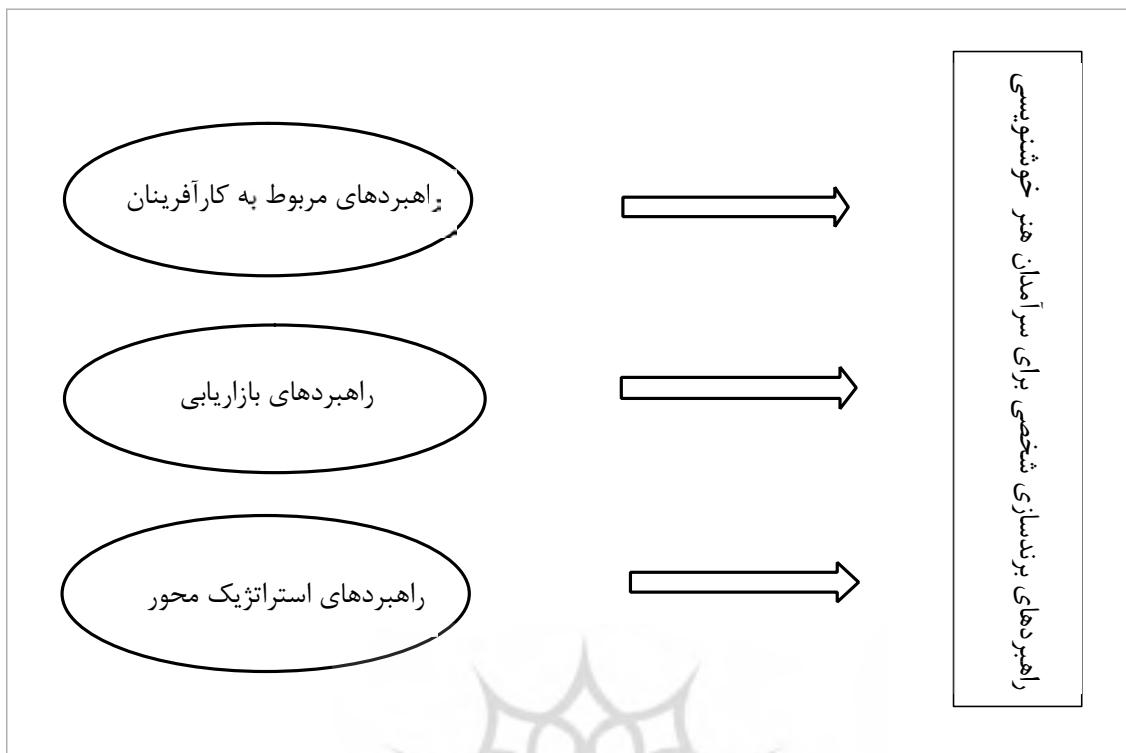 راهبردهای مربوط به کارآفرینان
راهبردهای بازاریابی
راهبردهای استراتژیک محور
راهبردهای برندسازی شخصی برای سرآمدان هنر خوشنویسی